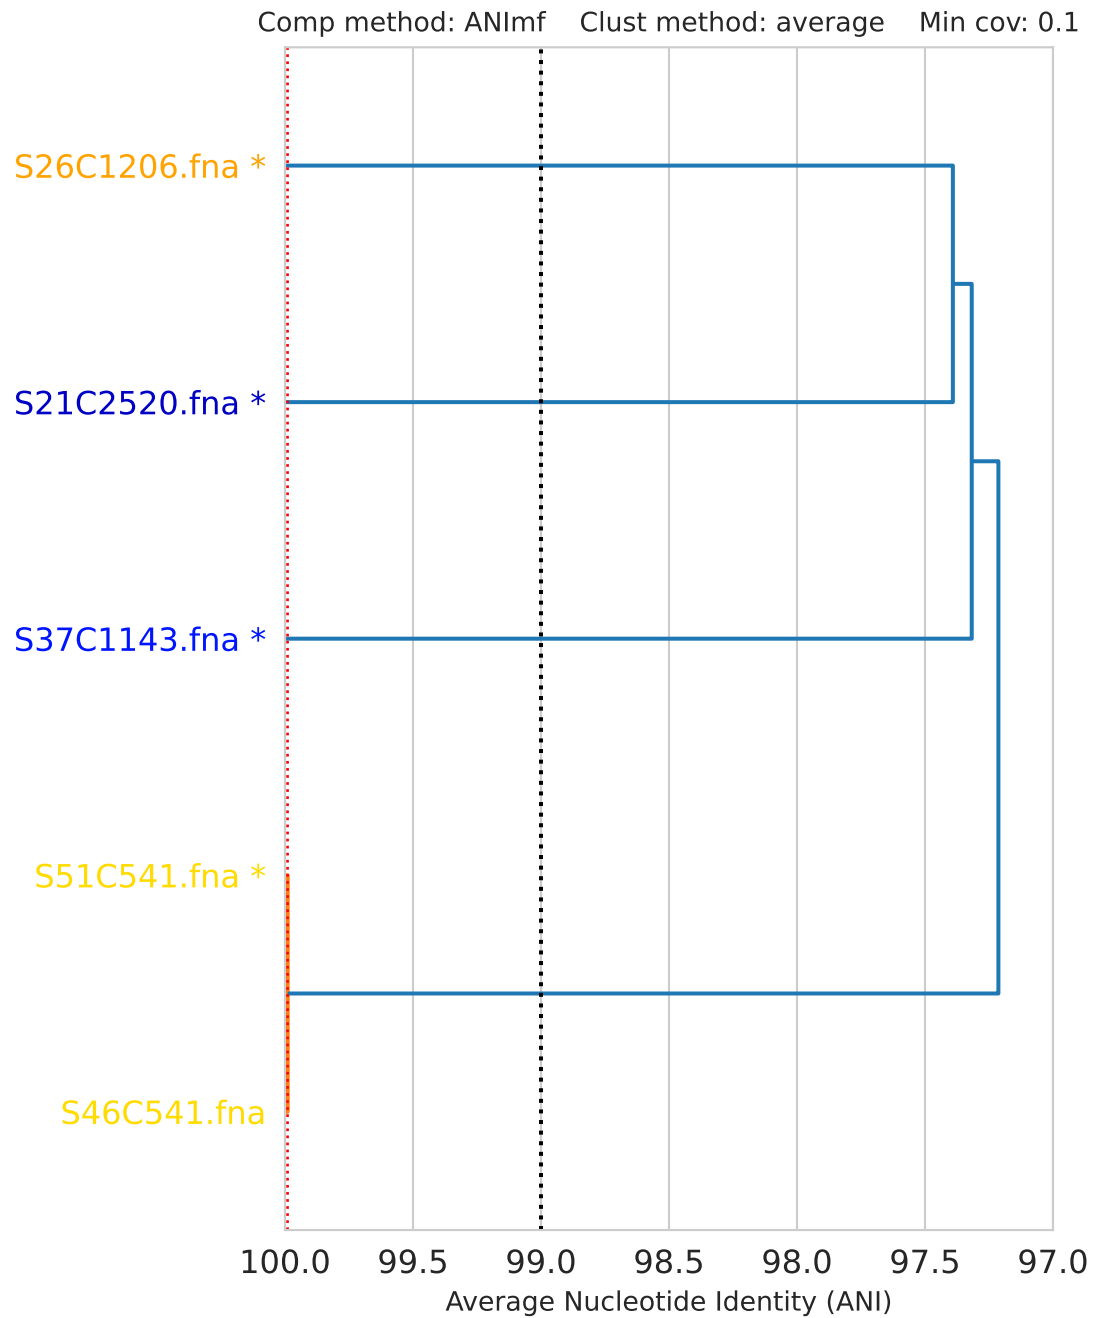 Comp method: ANImf    Clust method: average    Min cov: 0.1
S26C1206.fna *
S21C2520.fna *
S37C1143.fna *
S51C541.fna *
S46C541.fna
100.0 99.5 99.0 98.5 98.0 97.5 97.0
Average Nucleotide Identity (ANI)